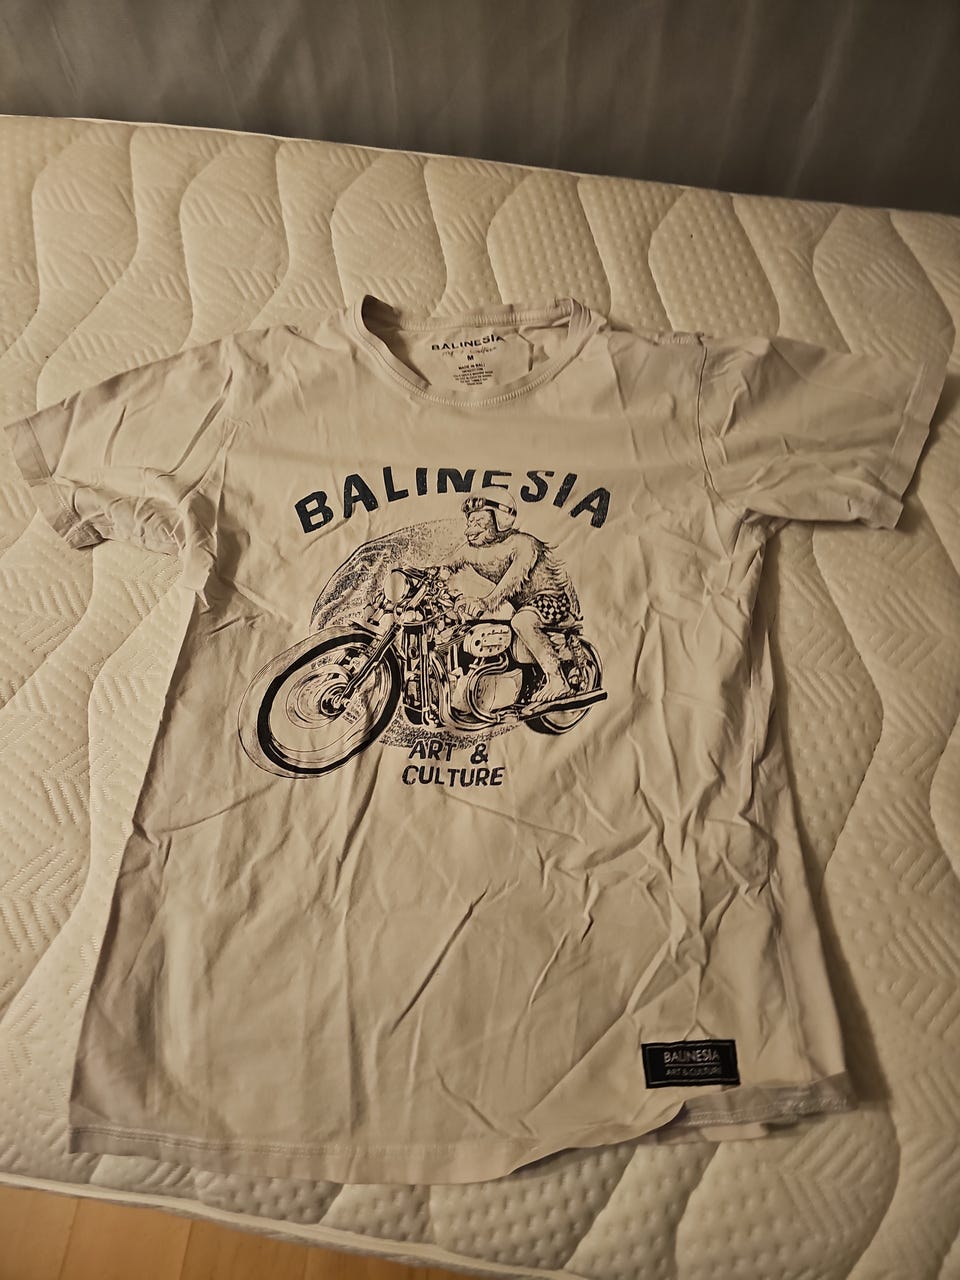 BALINESIA
M
MADE IN BALI
BALINESIA
ART &
CULTURE
BALINESIA
ART & CULTURE